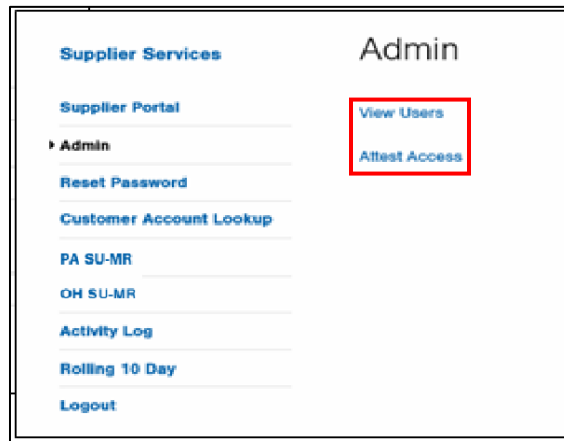 Supplier Services
Supplier Portal
Admin
Reset Password
Customer Account Lookup
PA SU-MR
OH SU-MR
Activity Log
Rolling 10 Day
Logout
Admin
View Users
Attest Access